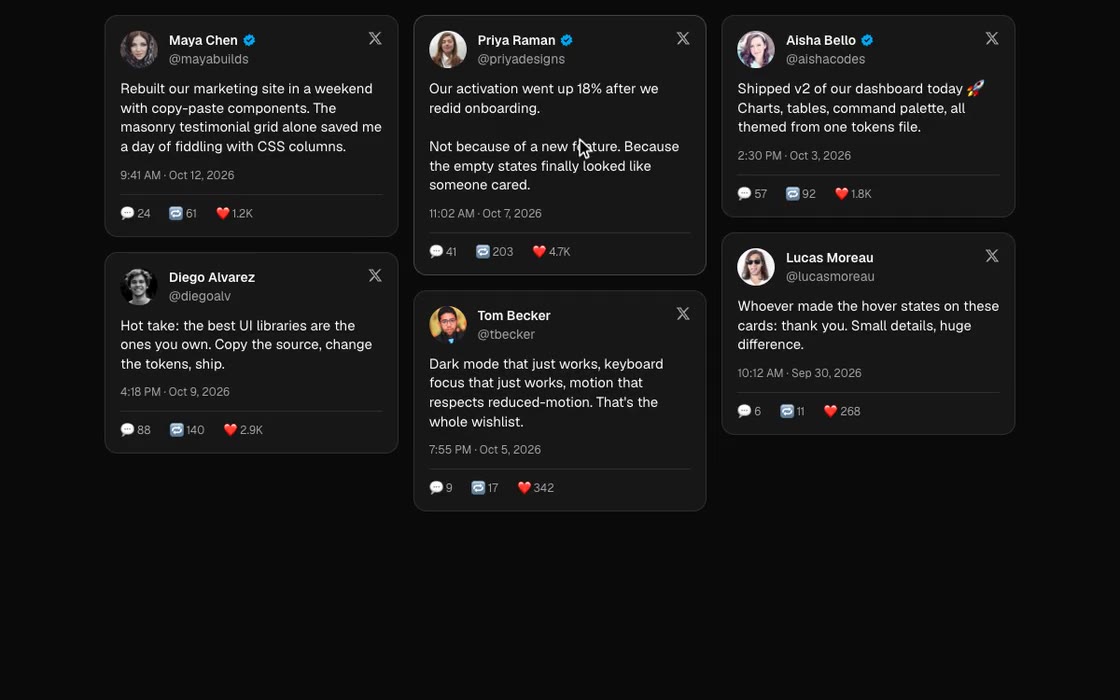 Maya Chen
@mayabuilds
Rebuilt our marketing site in a weekend
with copy-paste components. The
masonry testimonial grid alone saved me
a day of fiddling with CSS columns.
9:41 AM · Oct 12, 2026
💬 24 🔁 61 ❤️ 1.2K
Diego Alvarez
@diegoalv
Hot take: the best UI libraries are the
ones you own. Copy the source, change
the tokens, ship.
4:18 PM · Oct 9, 2026
💬 88 🔁 140 ❤️ 2.9K
Priya Raman
@priyadesigns
Our activation went up 18% after we
redid onboarding.
Not because of a new feature. Because
the empty states finally looked like
someone cared.
11:02 AM · Oct 7, 2026
💬 41 🔁 203 ❤️ 4.7K
Tom Becker
@tbecker
Dark mode that just works, keyboard
focus that just works, motion that
respects reduced-motion. That's the
whole wishlist.
7:55 PM · Oct 5, 2026
💬 9 🔁 17 ❤️ 342
Aisha Bello
@aishacodes
Shipped v2 of our dashboard today 🚀
Charts, tables, command palette, all
themed from one tokens file.
2:30 PM · Oct 3, 2026
💬 57 🔁 92 ❤️ 1.8K
Lucas Moreau
@lucasmoreau
Whoever made the hover states on these
cards: thank you. Small details, huge
difference.
10:12 AM · Sep 30, 2026
💬 6 🔁 11 ❤️ 268